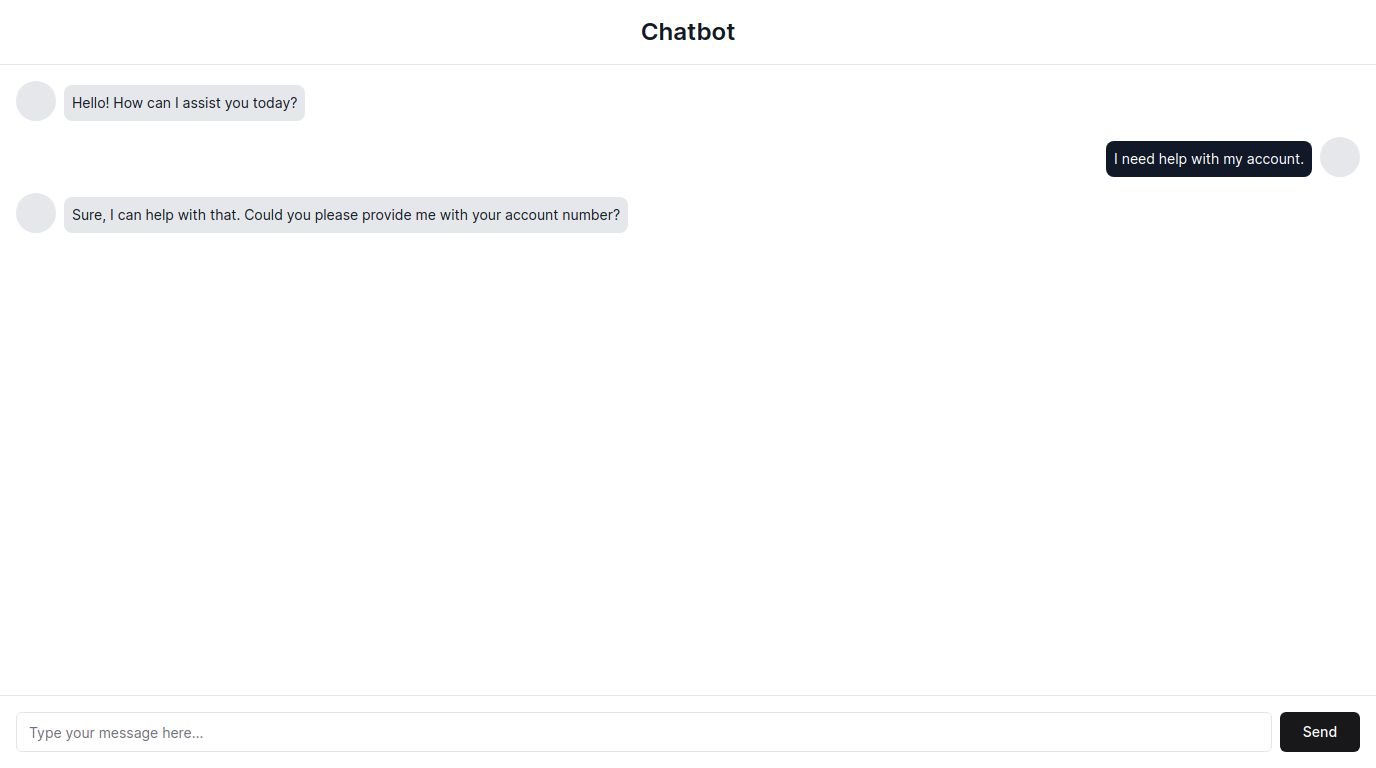 Chatbot
Hello! How can I assist you today?
I need help with my account.
Sure, I can help with that. Could you please provide me with your account number?
Type your message here...
Send